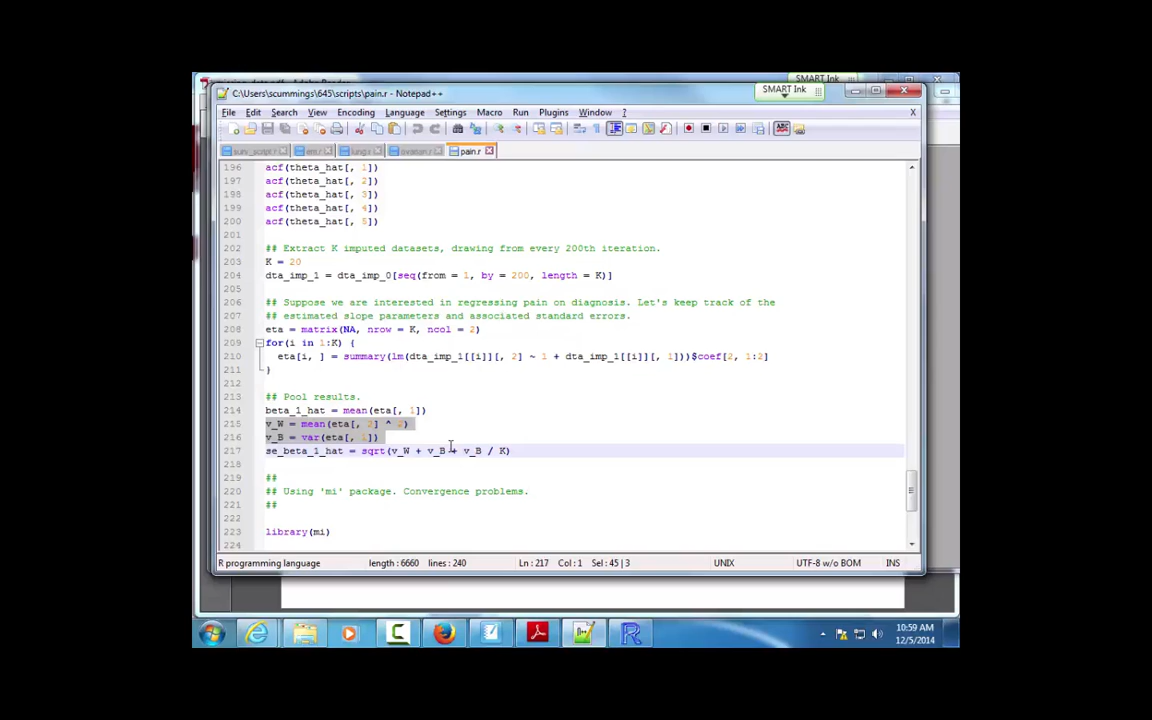 SMART Ink
C:\Users\scummings\645\scripts\pain.r - Notepad++
SMART Ink
File Edit Search View Encoding Language Settings Macro Run Plugins Window ?
X
surv_script.r em.r lung.r ovarian.r pain.r
196 acf(theta_hat[, 1])
197 acf(theta_hat[, 2])
198 acf(theta_hat[, 3])
199 acf(theta_hat[, 4])
200 acf(theta_hat[, 5])
201
202 ## Extract K imputed datasets, drawing from every 200th iteration.
203 K = 20
204 dta_imp_1 = dta_imp_0[seq(from = 1, by = 200, length = K)]
205
206 ## Suppose we are interested in regressing pain on diagnosis. Let's keep track of the
207 ## estimated slope parameters and associated standard errors.
208 eta = matrix(NA, nrow = K, ncol = 2)
209 for(i in 1:K) {
210 eta[i, ] = summary(lm(dta_imp_1[[i]][, 2] ~ 1 + dta_imp_1[[i]][, 1]))$coef[2, 1:2]
211 }
212
213 ## Pool results.
214 beta_1_hat = mean(eta[, 1])
215 v_W = mean(eta[, 2] ^ 2)
216 v_B = var(eta[, 1])
217 se_beta_1_hat = sqrt(v_W + v_B + v_B / K)
218
219 ##
220 ## Using 'mi' package. Convergence problems.
221 ##
222
223 library(mi)
224
R programming language length : 6660 lines : 240 Ln : 217 Col : 1 Sel : 45 | 3 UNIX UTF-8 w/o BOM INS
10:59 AM
12/5/2014